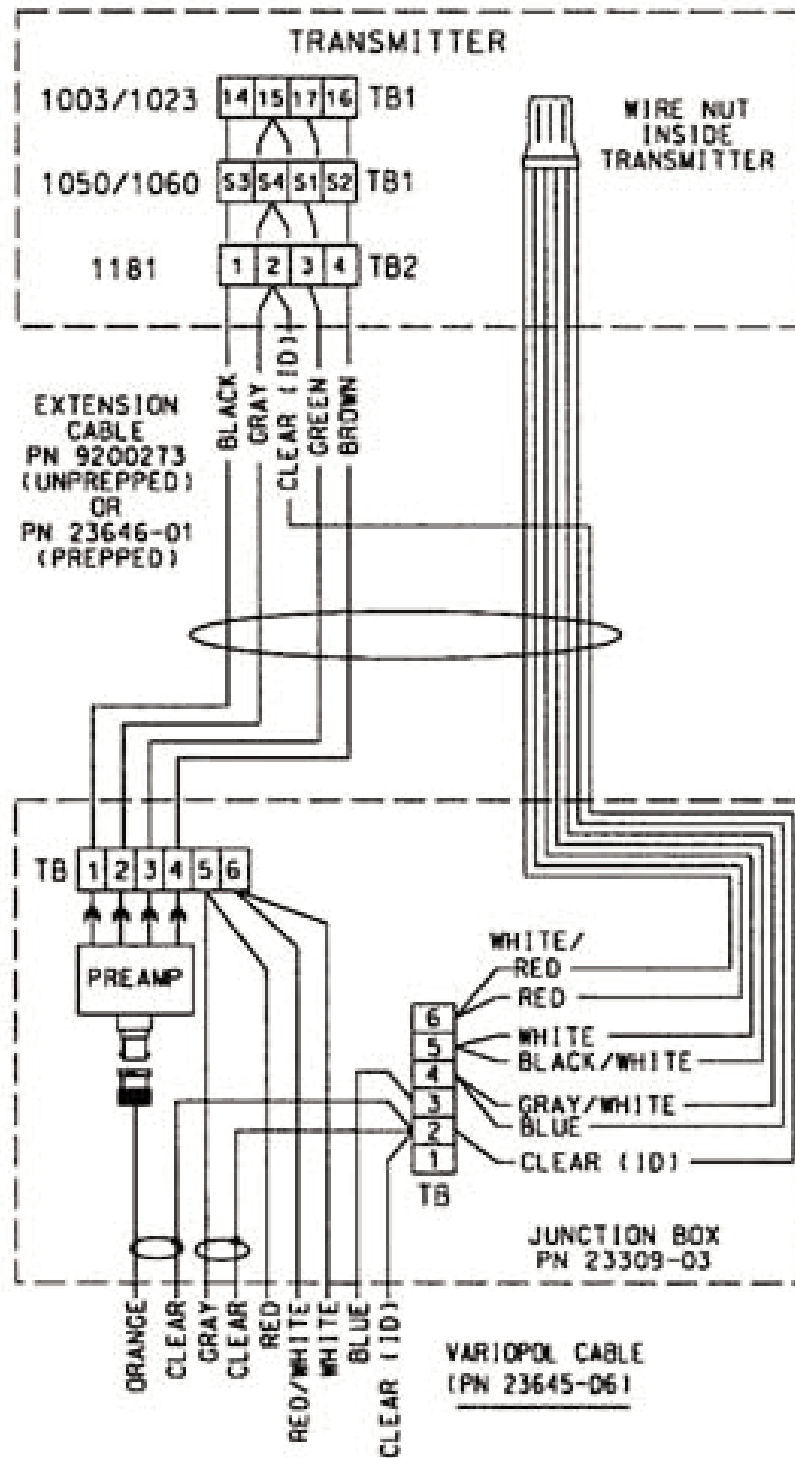 TRANSMITTER
1003/1023 14 15 17 16 TB1
WIRE NUT
INSIDE
TRANSMITTER
1050/1060 S3 S4 S1 S2 TB1
1181 1 2 3 4 TB2
BLACK
GRAY
CLEAR (ID)
GREEN
BROWN
EXTENSION
CABLE
PN 9200273
(UNPREPPED)
OR
PN 23646-01
(PREPPED)
TB 1 2 3 4 5 6
PREAMP
WHITE/
RED
RED
WHITE
BLACK/WHITE
GRAY/WHITE
BLUE
CLEAR (ID)
6
5
4
3
2
1
TB
JUNCTION BOX
PN 23309-03
ORANGE
CLEAR
GRAY
CLEAR
RED
RED/WHITE
WHITE
BLUE
CLEAR (ID)
VARIOPOL CABLE
(PN 23645-06)